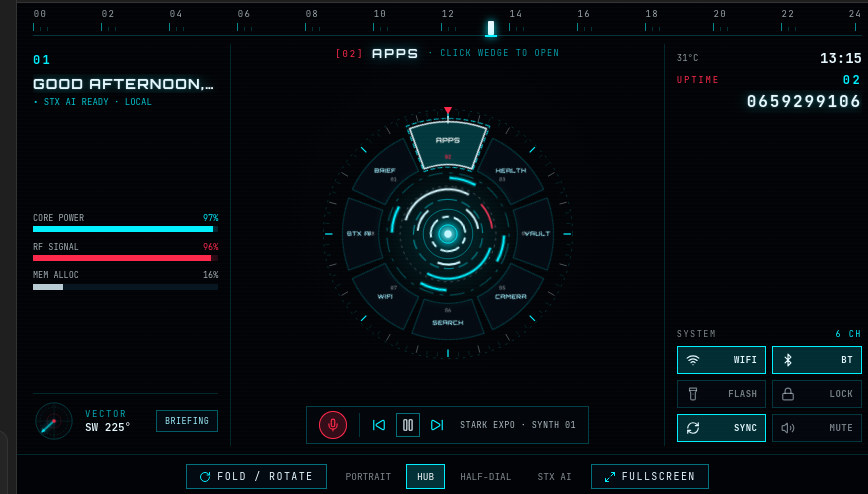 00 02 04 06 08 10 12 14 16 18 20 22 24
01
GOOD AFTERNOON,…
• STX AI READY · LOCAL
CORE POWER 97%
RF SIGNAL 96%
MEM ALLOC 16%
VECTOR
SW 225°
BRIEFING
[02] APPS · CLICK WEDGE TO OPEN
APPS
02
BRIEF
01
HEALTH
03
STX AI
VAULT
WIFI
07
CAMERA
05
06
SEARCH
STARK EXPO · SYNTH 01
31°C 13:15
UPTIME 02
0659299106
SYSTEM 6 CH
WIFI BT
FLASH LOCK
SYNC MUTE
FOLD / ROTATE PORTRAIT HUB HALF-DIAL STX AI FULLSCREEN